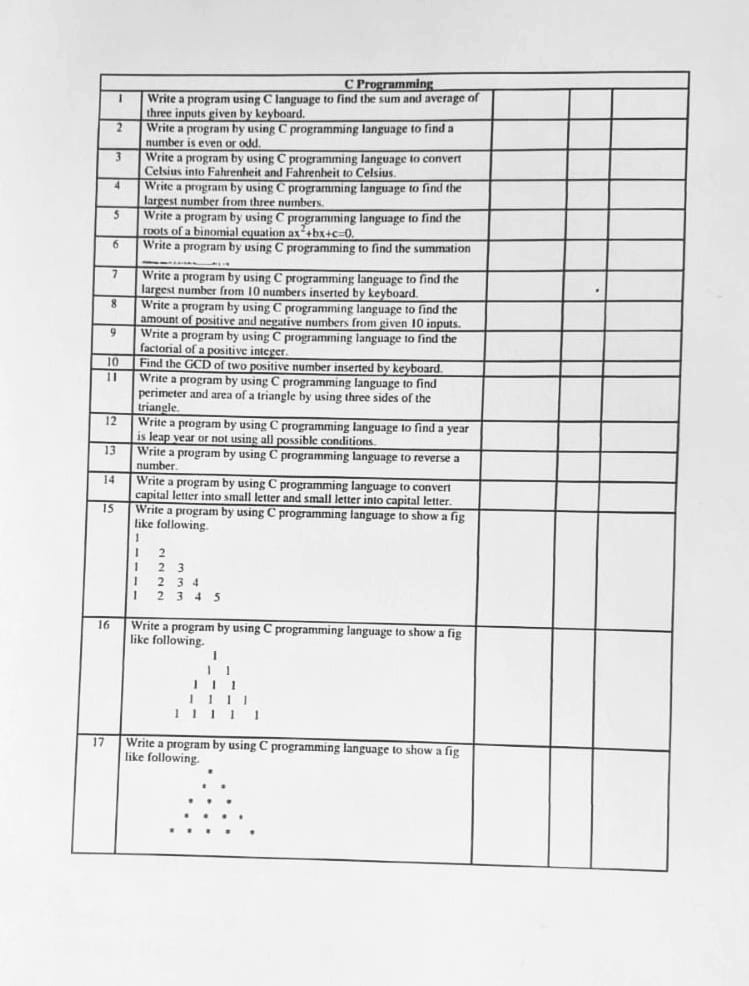 C Programming
1 Write a program using C language to find the sum and average of
three inputs given by keyboard.
2 Write a program by using C programming language to find a
number is even or odd.
3 Write a program by using C programming language to convert
Celsius into Fahrenheit and Fahrenheit to Celsius.
4 Write a program by using C programming language to find the
largest number from three numbers.
5 Write a program by using C programming language to find the
roots of a binomial equation ax²+bx+c=0.
6 Write a program by using C programming to find the summation
7 Write a program by using C programming language to find the
largest number from 10 numbers inserted by keyboard.
8 Write a program by using C programming language to find the
amount of positive and negative numbers from given 10 inputs.
9 Write a program by using C programming language to find the
factorial of a positive integer.
10 Find the GCD of two positive number inserted by keyboard.
11 Write a program by using C programming language to find
perimeter and area of a triangle by using three sides of the
triangle.
12 Write a program by using C programming language to find a year
is leap year or not using all possible conditions.
13 Write a program by using C programming language to reverse a
number.
14 Write a program by using C programming language to convert
capital letter into small letter and small letter into capital letter.
15 Write a program by using C programming language to show a fig
like following.
1
1 2
1 2 3
1 2 3 4
1 2 3 4 5
16 Write a program by using C programming language to show a fig
like following.
1
1 1
1 1 1
1 1 1 1
1 1 1 1 1
17 Write a program by using C programming language to show a fig
like following.
*
* *
* * *
* * * *
* * * * *